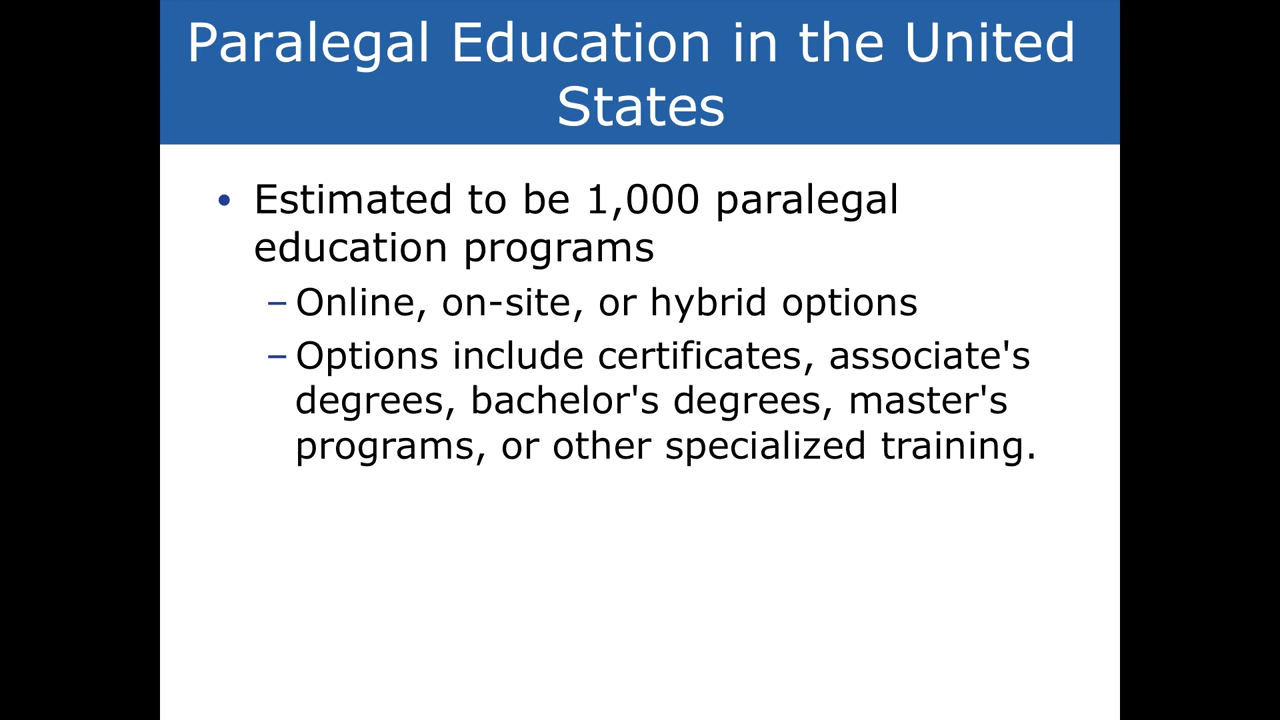 Paralegal Education in the United
States
• Estimated to be 1,000 paralegal
education programs
– Online, on-site, or hybrid options
– Options include certificates, associate's
degrees, bachelor's degrees, master's
programs, or other specialized training.